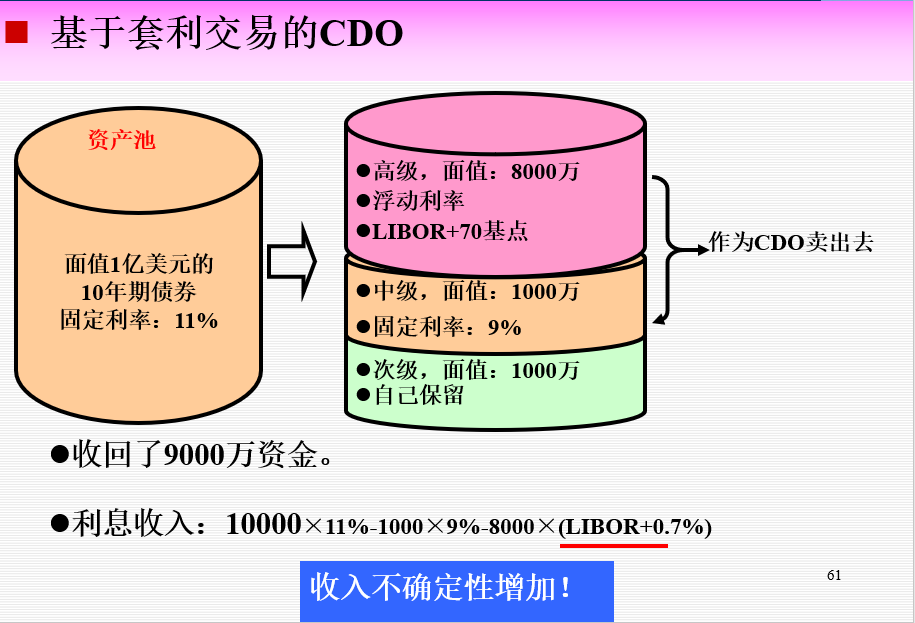 基于套利交易的CDO
资产池
面值1亿美元的
10年期债券
固定利率：11%
●高级，面值：8000万
●浮动利率
●LIBOR+70基点
●中级，面值：1000万
●固定利率：9%
●次级，面值：1000万
●自己保留
作为CDO卖出去
●收回了9000万资金。
●利息收入：10000×11%-1000×9%-8000×(LIBOR+0.7%)
收入不确定性增加！
61